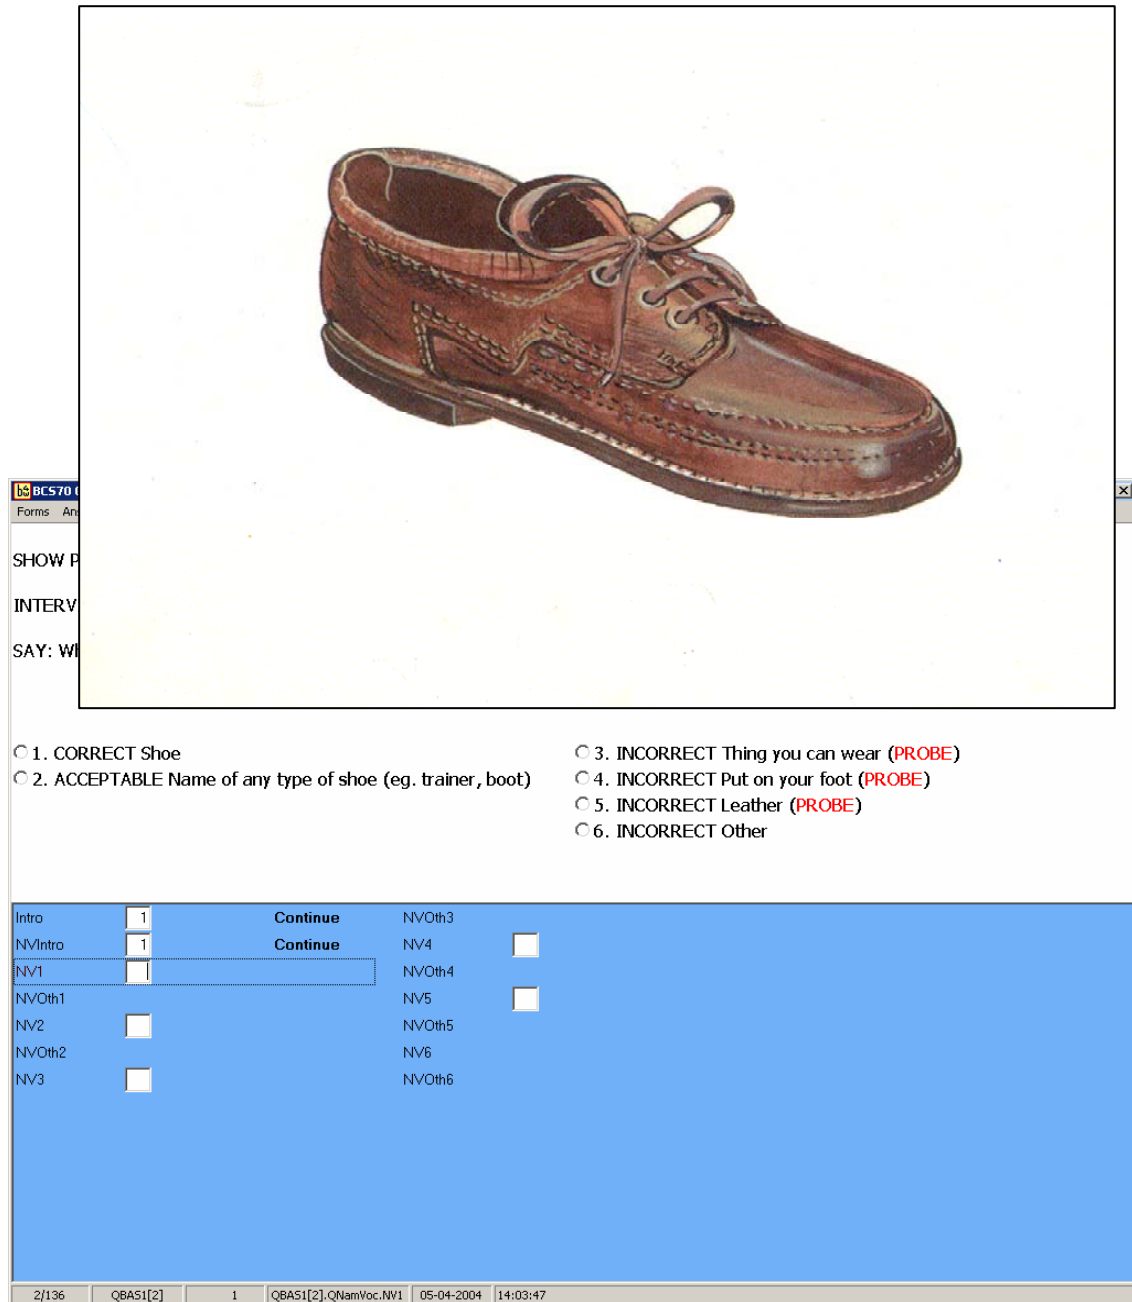 BCS70
Forms
SHOW
SAY:
1. CORRECT Shoe
2. ACCEPTABLE Name of any type of shoe (eg. trainer, boot)
3. INCORRECT Thing you can wear (PROBE)
4. INCORRECT Put on your foot (PROBE)
5. INCORRECT Leather (PROBE)
6. INCORRECT Other
Intro 1 Continue
NVIntro 1 Continue
NV1
NVOth1
NV2
NVOth2
NV3
NVOth3
NV4
NVOth4
NV5
NVOth5
NV6
NVOth6
2/136 QBAS1[2] 1 QBAS1[2].QNamVoc.NV1 05-04-2004 14:03:47